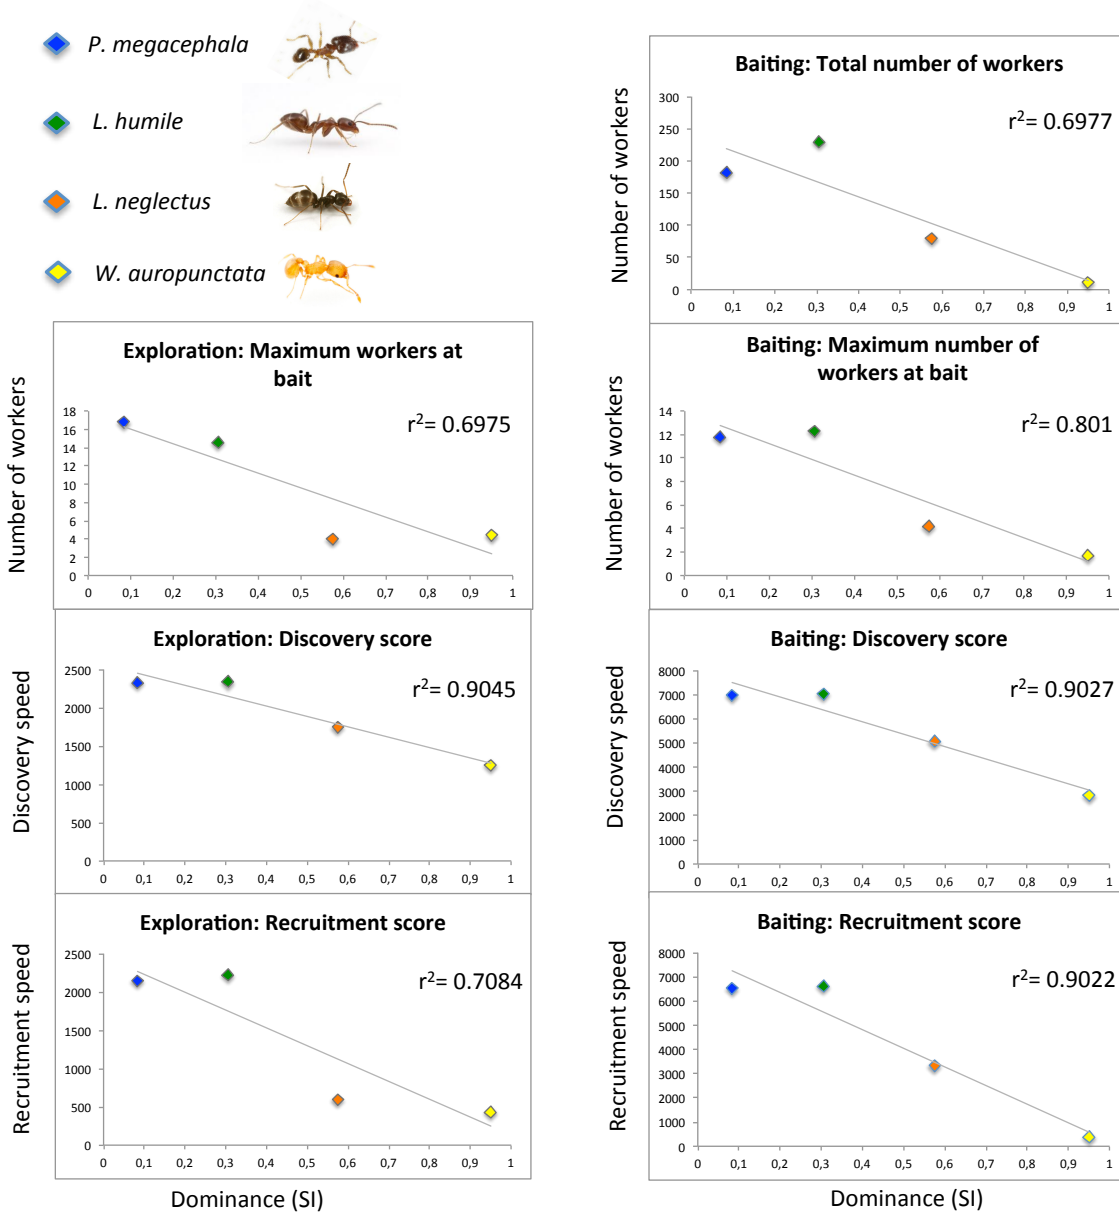 P. megacephala
L. humile
L. neglectus
W. auropunctata
Baiting: Total number of workers
r²= 0.6977
Number of workers
300
250
200
150
100
50
0
0 0,1 0,2 0,3 0,4 0,5 0,6 0,7 0,8 0,9 1
Exploration: Maximum workers at
bait
r²= 0.6975
Number of workers
18
16
14
12
10
8
6
4
2
0
0 0,1 0,2 0,3 0,4 0,5 0,6 0,7 0,8 0,9 1
Baiting: Maximum number of
workers at bait
r²= 0.801
Number of workers
14
12
10
8
6
4
2
0
0 0,1 0,2 0,3 0,4 0,5 0,6 0,7 0,8 0,9 1
Exploration: Discovery score
r²= 0.9045
Discovery speed
2500
2000
1500
1000
500
0
0 0,1 0,2 0,3 0,4 0,5 0,6 0,7 0,8 0,9 1
Baiting: Discovery score
r²= 0.9027
Discovery speed
8000
7000
6000
5000
4000
3000
2000
1000
0
0 0,1 0,2 0,3 0,4 0,5 0,6 0,7 0,8 0,9 1
Exploration: Recruitment score
r²= 0.7084
Recruitment speed
2500
2000
1500
1000
500
0
0 0,1 0,2 0,3 0,4 0,5 0,6 0,7 0,8 0,9 1
Dominance (SI)
Baiting: Recruitment score
r²= 0.9022
Recruitment speed
8000
7000
6000
5000
4000
3000
2000
1000
0
0 0,1 0,2 0,3 0,4 0,5 0,6 0,7 0,8 0,9 1
Dominance (SI)